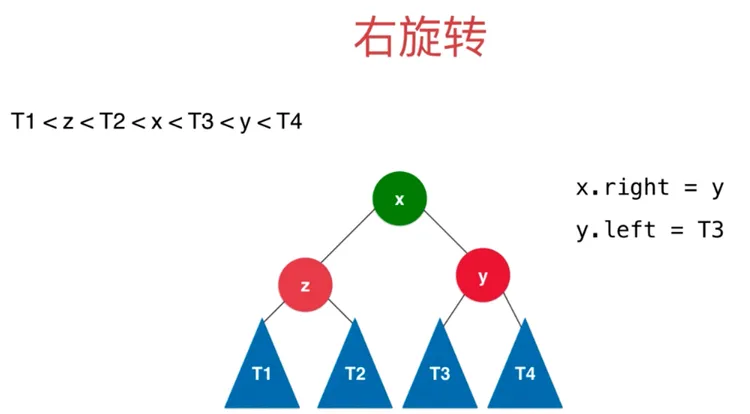 右旋转
T1 < z < T2 < x < T3 < y < T4
x.right = y
y.left = T3
x
z
y
T1
T2
T3
T4